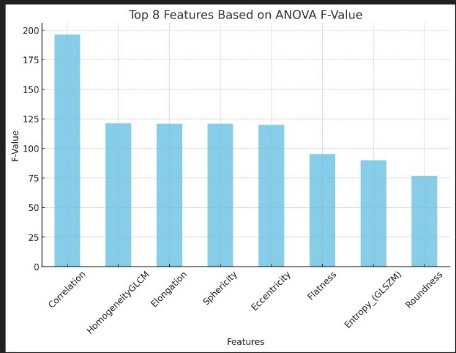 Top 8 Features Based on ANOVA F-Value
F-Value
200
175
150
125
100
75
50
25
0
Correlation
HomogeneityGLCM
Elongation
Sphericity
Eccentricity
Flatness
Entropy_(GLSZM)
Roundness
Features